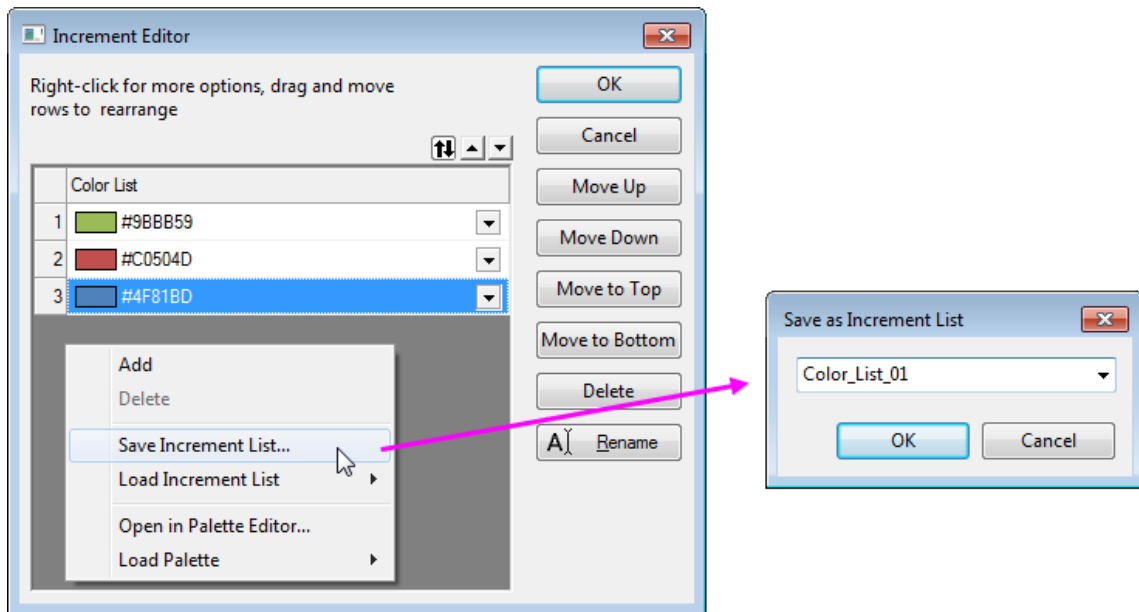 Increment Editor
Right-click for more options, drag and move
rows to rearrange
Color List
1 #9BBB59
2 #C0504D
3 #4F81BD
Add
Delete
Save Increment List...
Load Increment List
Open in Palette Editor...
Load Palette
OK
Cancel
Move Up
Move Down
Move to Top
Move to Bottom
Delete
Rename
Save as Increment List
Color_List_01
OK Cancel